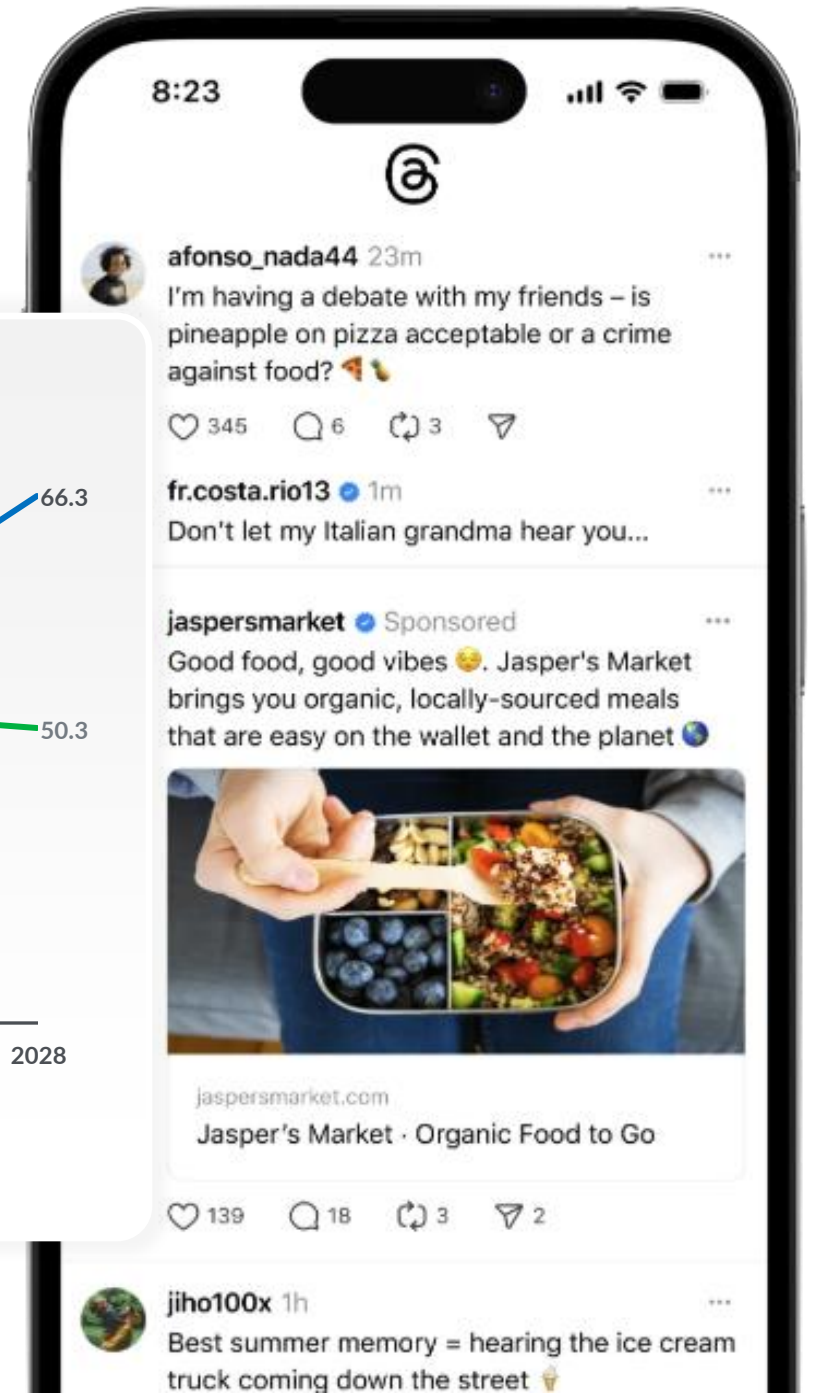 8:23
afonso_nada44 23m
I'm having a debate with my friends – is
pineapple on pizza acceptable or a crime
against food? 🍕🍍
345 6 3
66.3
fr.costa.rio13 1m
Don't let my Italian grandma hear you...
jaspersmarket Sponsored
Good food, good vibes 😌. Jasper's Market
brings you organic, locally-sourced meals
that are easy on the wallet and the planet 🌎
50.3
2028
jaspersmarket.com
Jasper's Market · Organic Food to Go
139 18 3 2
jiho100x 1h
Best summer memory = hearing the ice cream
truck coming down the street 🍦